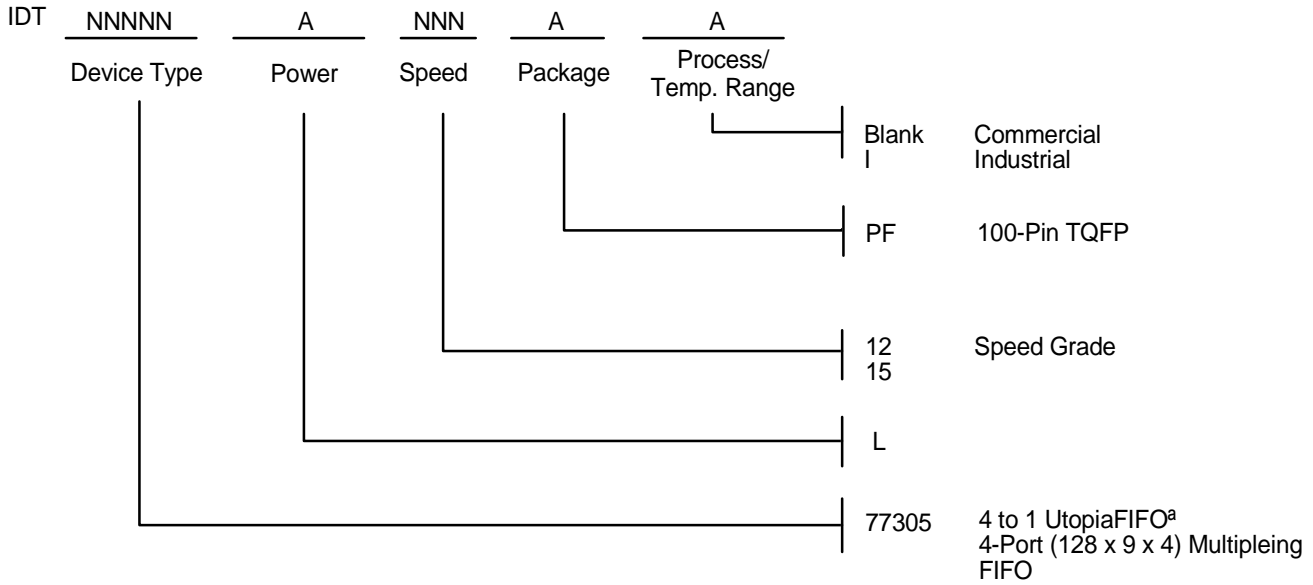 IDT NNNNN A NNN A A
Device Type Power Speed Package Process/
Temp. Range
Blank Commercial
I Industrial
PF 100-Pin TQFP
12 Speed Grade
15
L
77305 4 to 1 UtopiaFIFOª
4-Port (128 x 9 x 4) Multipleing
FIFO